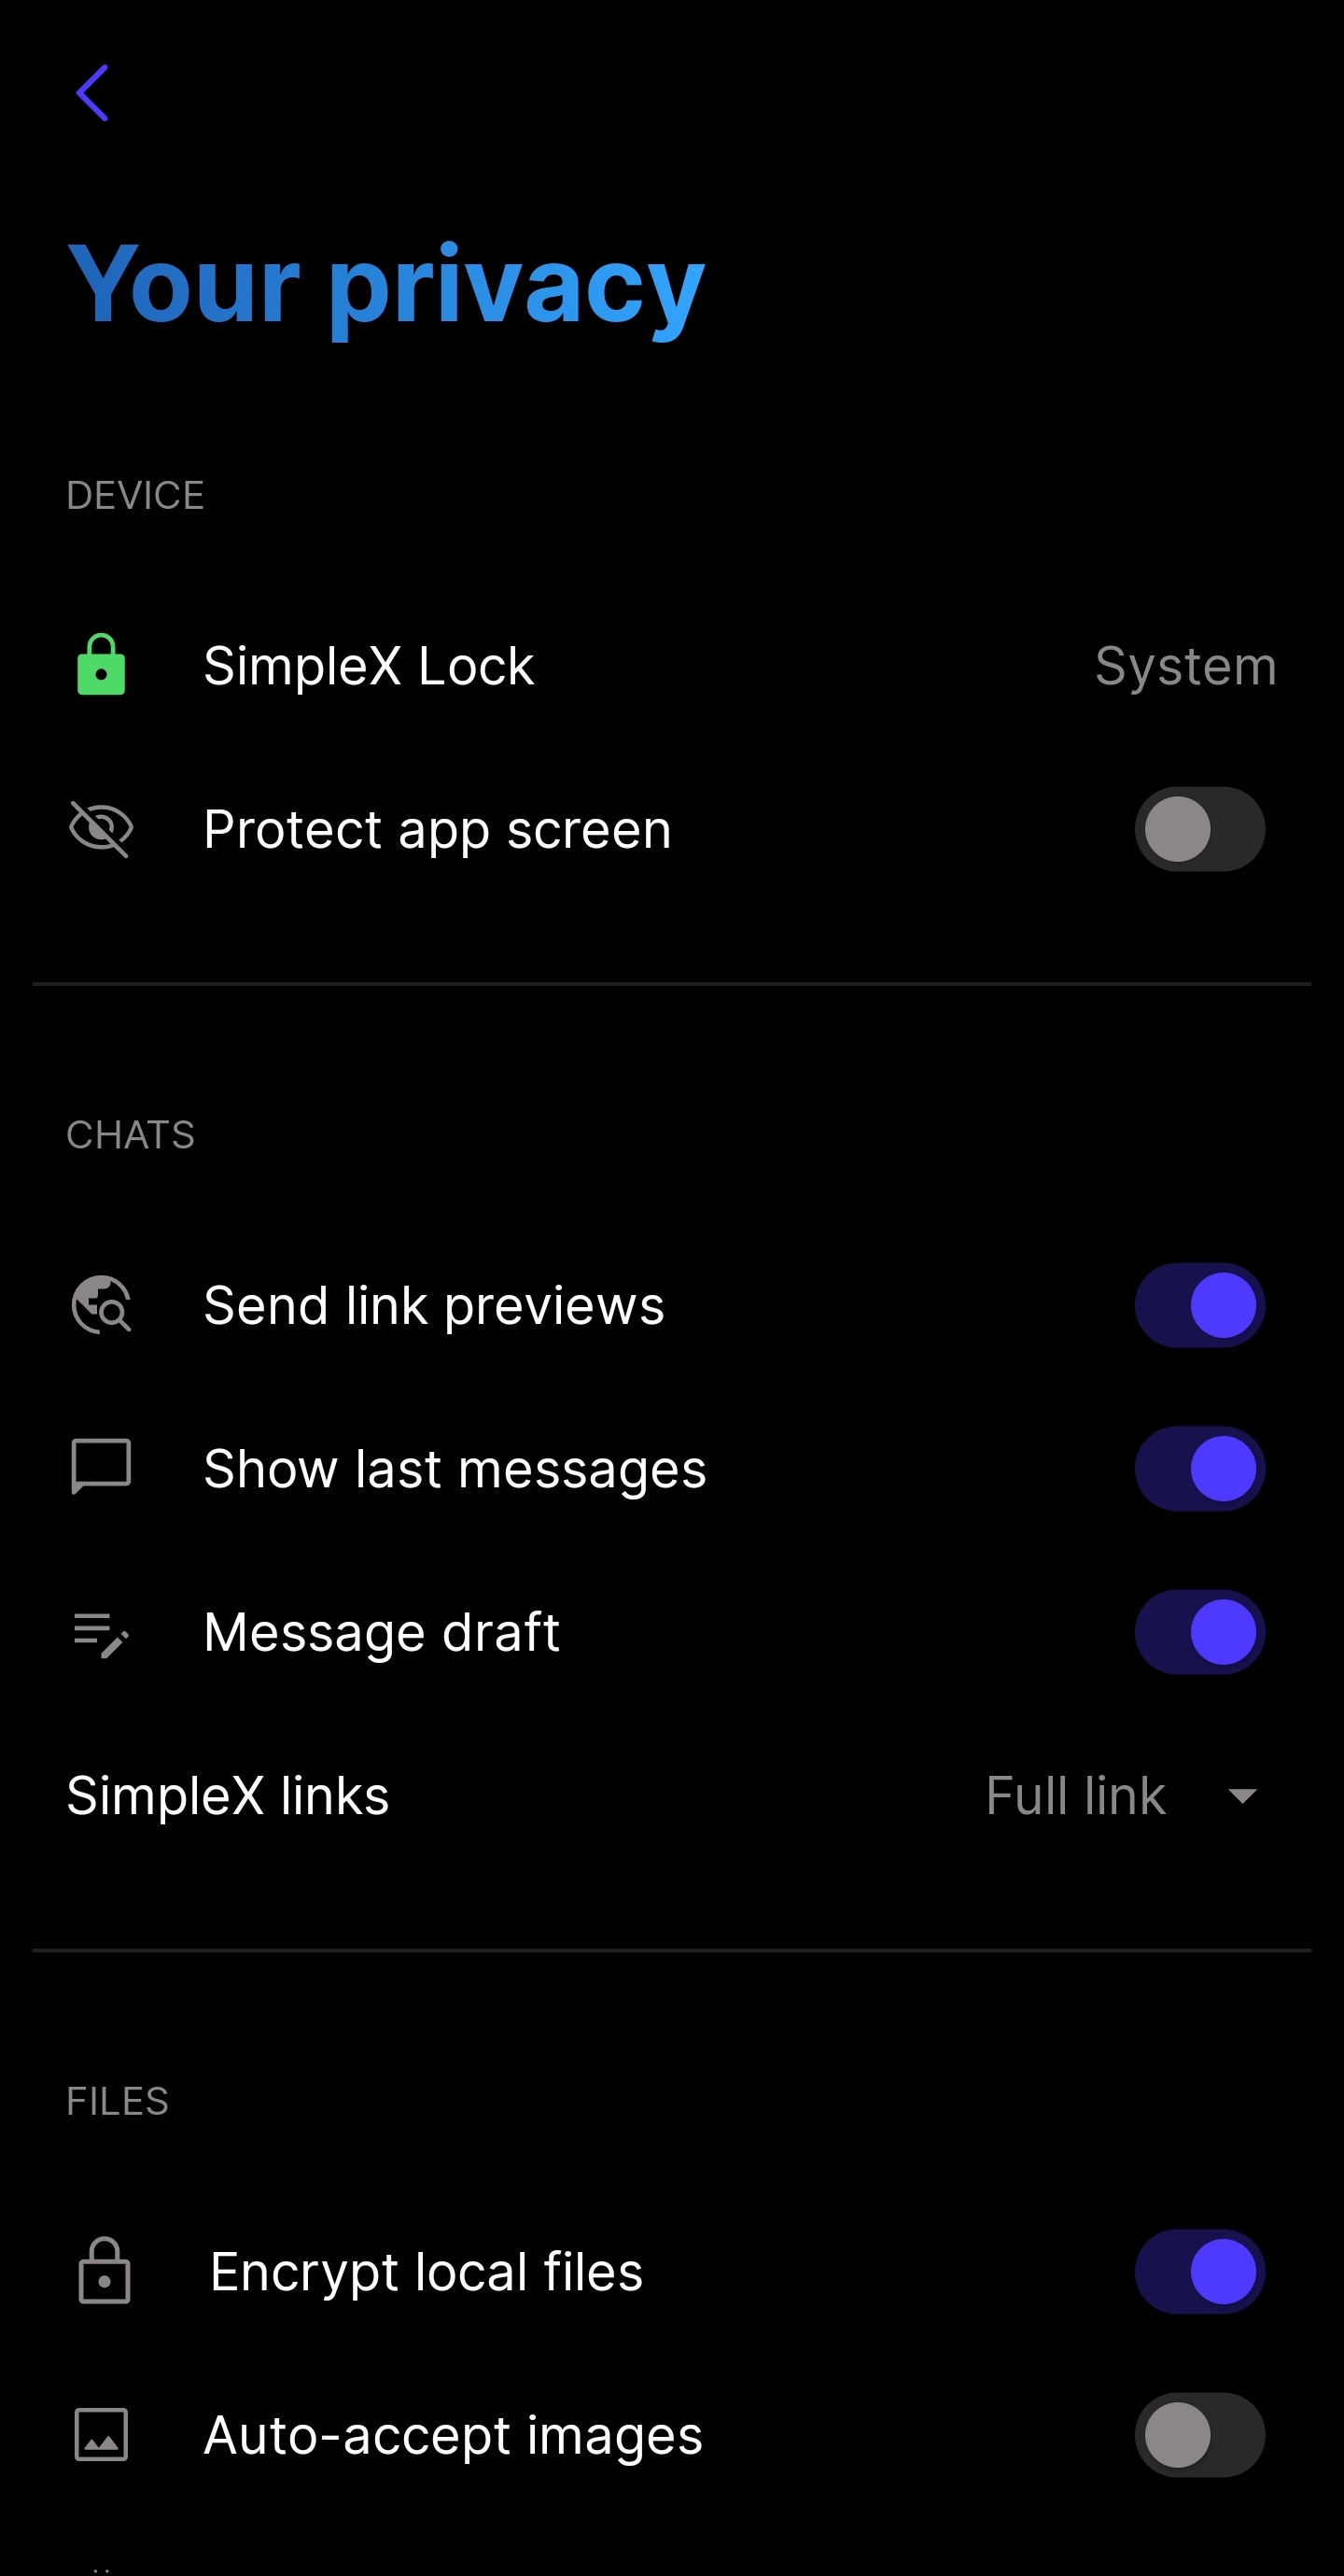 Your privacy
DEVICE
SimpleX Lock System
Protect app screen
CHATS
Send link previews
Show last messages
Message draft
SimpleX links Full link
FILES
Encrypt local files
Auto-accept images